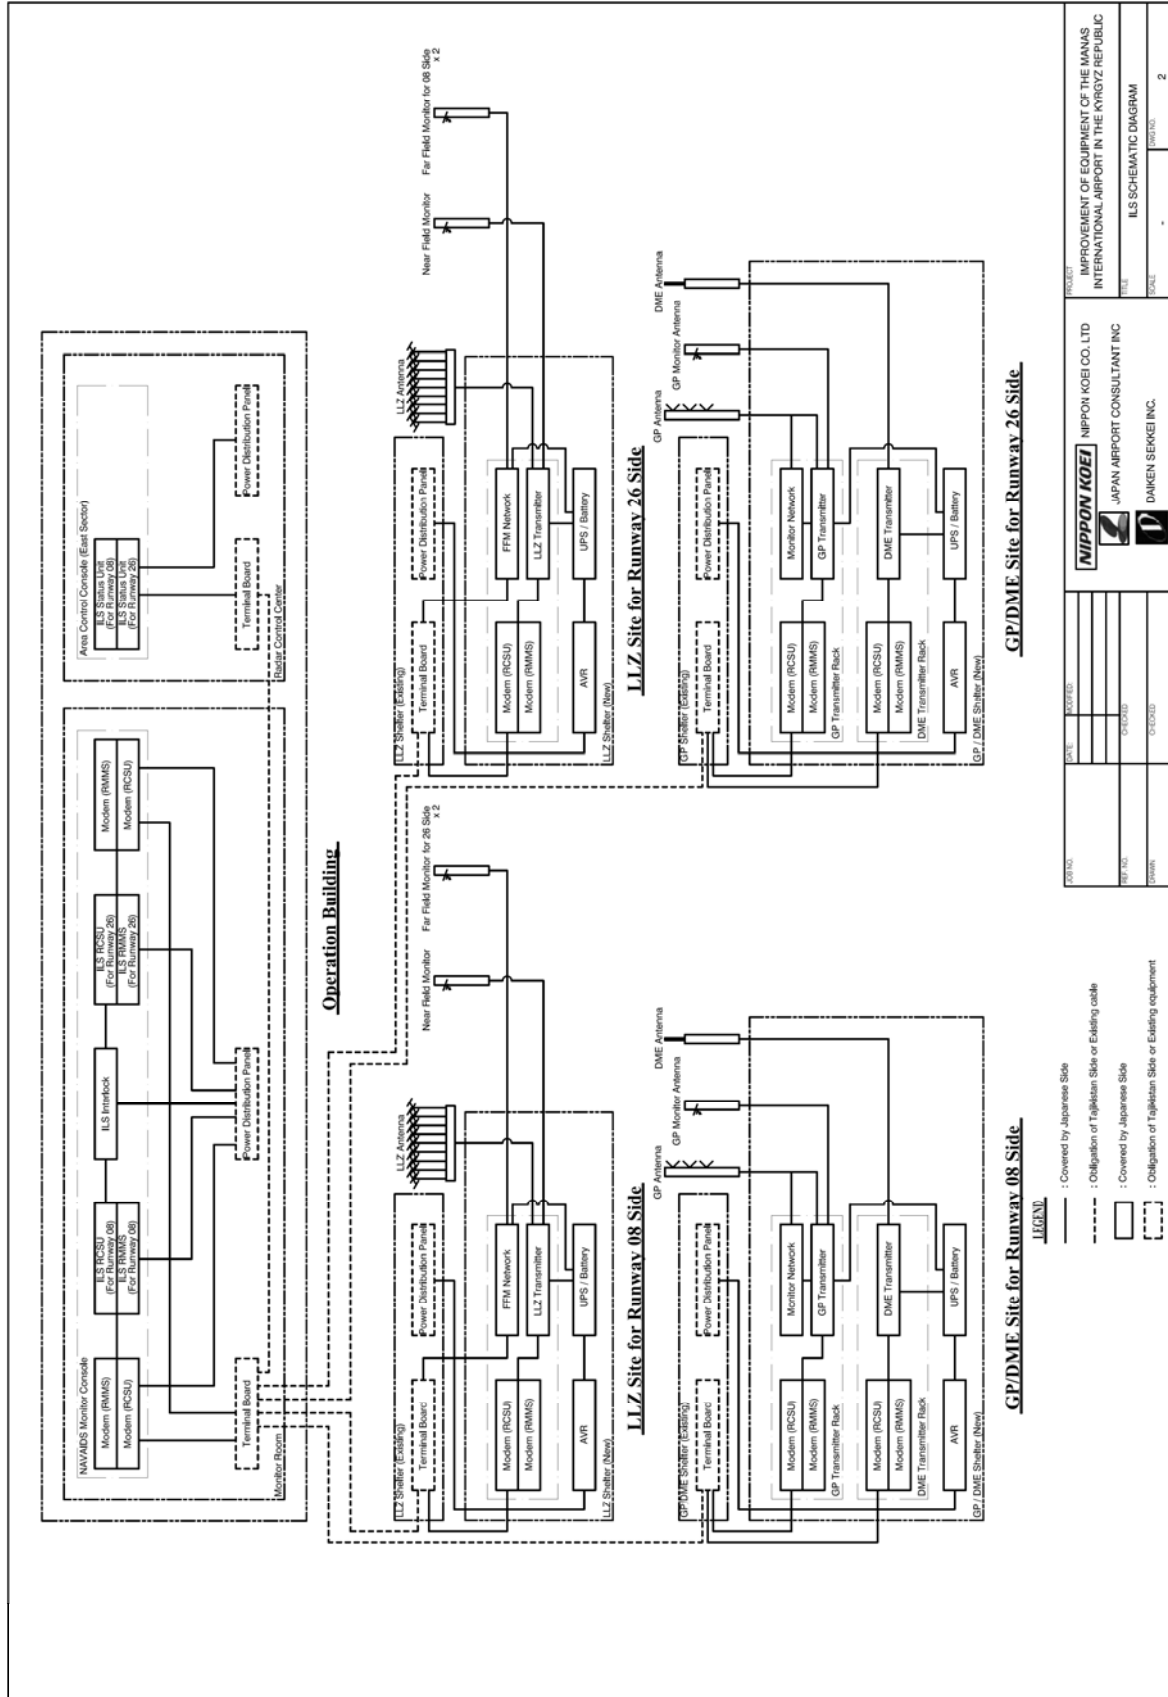 NAVAIDS Monitor Console
Modem (RMMS)
Modem (RCSU)
ILS RCSU
(For Runway 08)
ILS RMMS
(For Runway 08)
ILS Interlock
ILS RCSU
(For Runway 26)
ILS RMMS
(For Runway 26)
Modem (RMMS)
Modem (RCSU)
Terminal Board
Power Distribution Panel
Monitor Room
Area Control Console (East Sector)
ILS Status Unit
(For Runway 08)
ILS Status Unit
(For Runway 26)
Terminal Board
Power Distribution Panel
Radar Control Center
Operation Building
LLZ Shelter (Existing)
Terminal Board
Power Distribution Panel
LLZ Antenna
Near Field Monitor
Far Field Monitor for 26 Side
x 2
Modem (RCSU)
Modem (RMMS)
FFM Network
LLZ Transmitter
AVR
UPS / Battery
LLZ Shelter (New)
LLZ Site for Runway 08 Side
LLZ Shelter (Existing)
Terminal Board
Power Distribution Panel
LLZ Antenna
Near Field Monitor
Far Field Monitor for 08 Side
x 2
Modem (RCSU)
Modem (RMMS)
FFM Network
LLZ Transmitter
AVR
UPS / Battery
LLZ Shelter (New)
LLZ Site for Runway 26 Side
GP/DME Shelter (Existing)
Terminal Board
Power Distribution Panel
GP Antenna
GP Monitor Antenna
DME Antenna
Modem (RCSU)
Modem (RMMS)
Monitor Network
GP Transmitter
GP Transmitter Rack
Modem (RCSU)
Modem (RMMS)
DME Transmitter
DME Transmitter Rack
AVR
UPS / Battery
GP / DME Shelter (New)
GP/DME Site for Runway 08 Side
GP Shelter (Existing)
Terminal Board
Power Distribution Panel
GP Antenna
GP Monitor Antenna
DME Antenna
Modem (RCSU)
Modem (RMMS)
Monitor Network
GP Transmitter
GP Transmitter Rack
Modem (RCSU)
Modem (RMMS)
DME Transmitter
DME Transmitter Rack
AVR
UPS / Battery
GP / DME Shelter (New)
GP/DME Site for Runway 26 Side
LEGEND
: Covered by Japanese Side
: Obligation of Tajikistan Side or Existing cable
: Covered by Japanese Side
: Obligation of Tajikistan Side or Existing equipment
JOB NO.
DATE:
MODIFIED:
REF. NO.
CHECKED
DRAWN
CHECKED
NIPPON KOEI NIPPON KOEI CO. LTD
JAPAN AIRPORT CONSULTANT INC
DAIKEN SEKKEI INC.
PROJECT
IMPROVEMENT OF EQUIPMENT OF THE MANAS
INTERNATIONAL AIRPORT IN THE KYRGYZ REPUBLIC
TITLE
ILS SCHEMATIC DIAGRAM
SCALE
-
DWG NO.
2